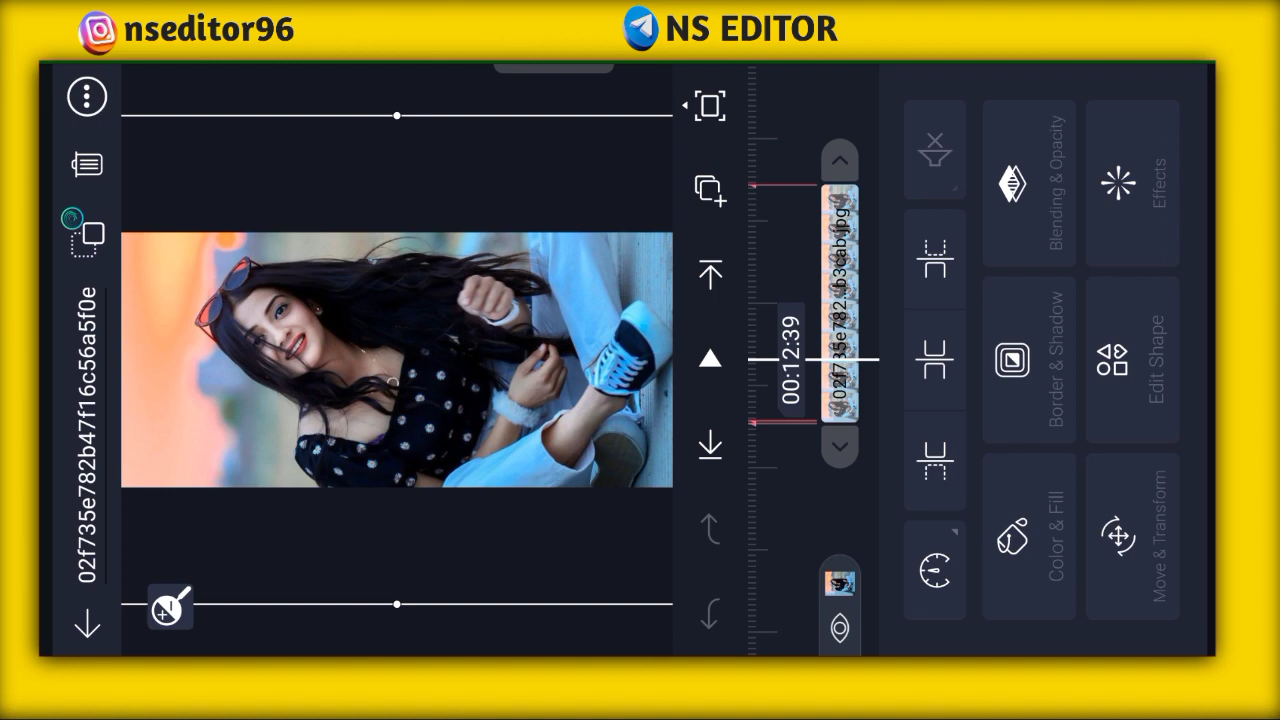 nseditor96
NS EDITOR
02f735e782b47f16c56a5f0e
00:12.39
02f735e782...fb3eab.jpg
Blending & Opacity
Effects
Border & Shadow
Edit Shape
Color & Fill
Move & Transform